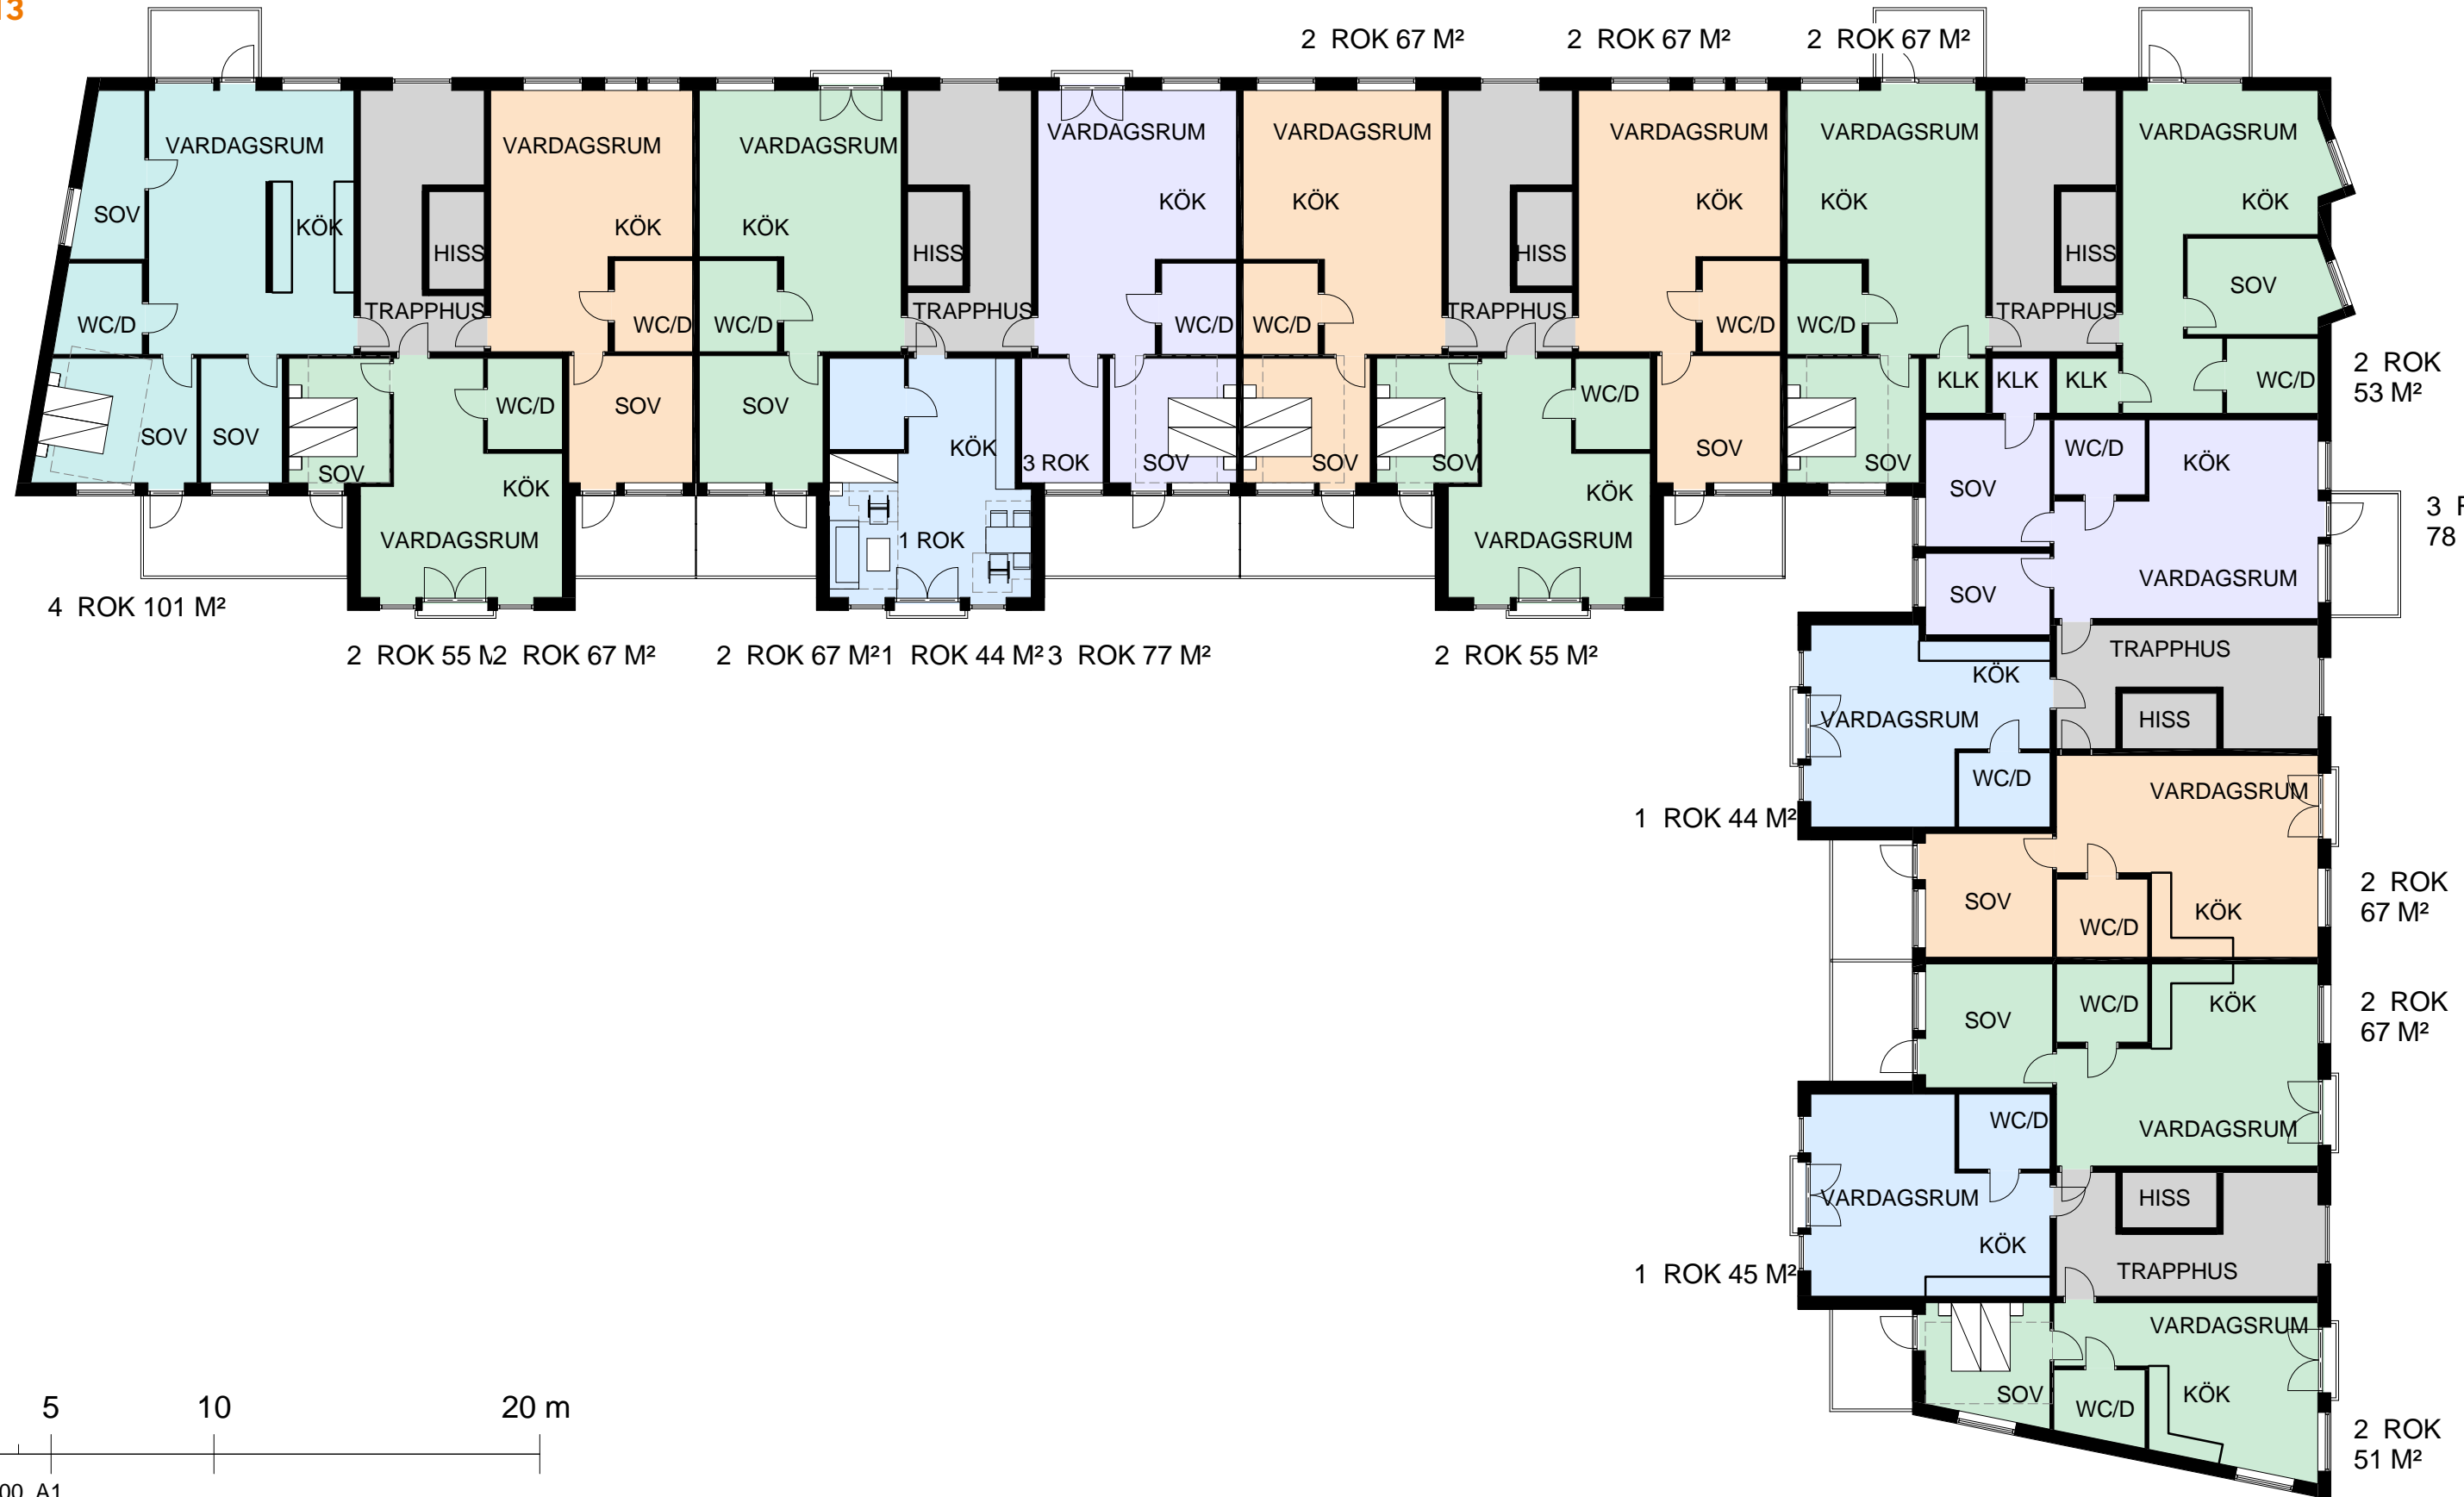 13
2 ROK 67 M²
2 ROK 67 M²
2 ROK 67 M²
VARDAGSRUM
VARDAGSRUM
VARDAGSRUM
VARDAGSRUM
VARDAGSRUM
VARDAGSRUM
VARDAGSRUM
VARDAGSRUM
SOV
KÖK
KÖK
KÖK
KÖK
KÖK
KÖK
KÖK
KÖK
HISS
HISS
HISS
HISS
SOV
WC/D
TRAPPHUS
WC/D
WC/D
TRAPPHUS
WC/D
WC/D
TRAPPHUS
WC/D
WC/D
TRAPPHUS
2 ROK
53 M²
SOV
SOV
SOV
WC/D
KÖK
SOV
SOV
KÖK
3 ROK
SOV
SOV
SOV
WC/D
KÖK
SOV
SOV
KLK
KLK
KLK
WC/D
VARDAGSRUM
1 ROK
VARDAGSRUM
SOV
WC/D
KÖK
3 R
78
SOV
VARDAGSRUM
4 ROK 101 M²
2 ROK 55 M
2 ROK 67 M²
2 ROK 67 M²
1 ROK 44 M²
3 ROK 77 M²
2 ROK 55 M²
KÖK
TRAPPHUS
VARDAGSRUM
HISS
WC/D
VARDAGSRUM
1 ROK 44 M²
SOV
WC/D
KÖK
2 ROK
67 M²
SOV
WC/D
KÖK
2 ROK
67 M²
VARDAGSRUM
WC/D
VARDAGSRUM
HISS
KÖK
TRAPPHUS
1 ROK 45 M²
VARDAGSRUM
SOV
WC/D
KÖK
2 ROK
51 M²
5 10 20 m
00 A1